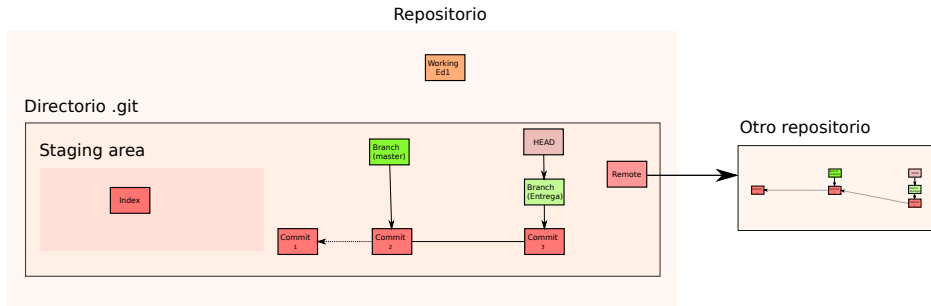 Repositorio
Working
Ed1
Directorio .git
Staging area
Index
Branch
(master)
HEAD
Branch
(Entrega)
Remote
Commit
1
Commit
2
Commit
3
Otro repositorio